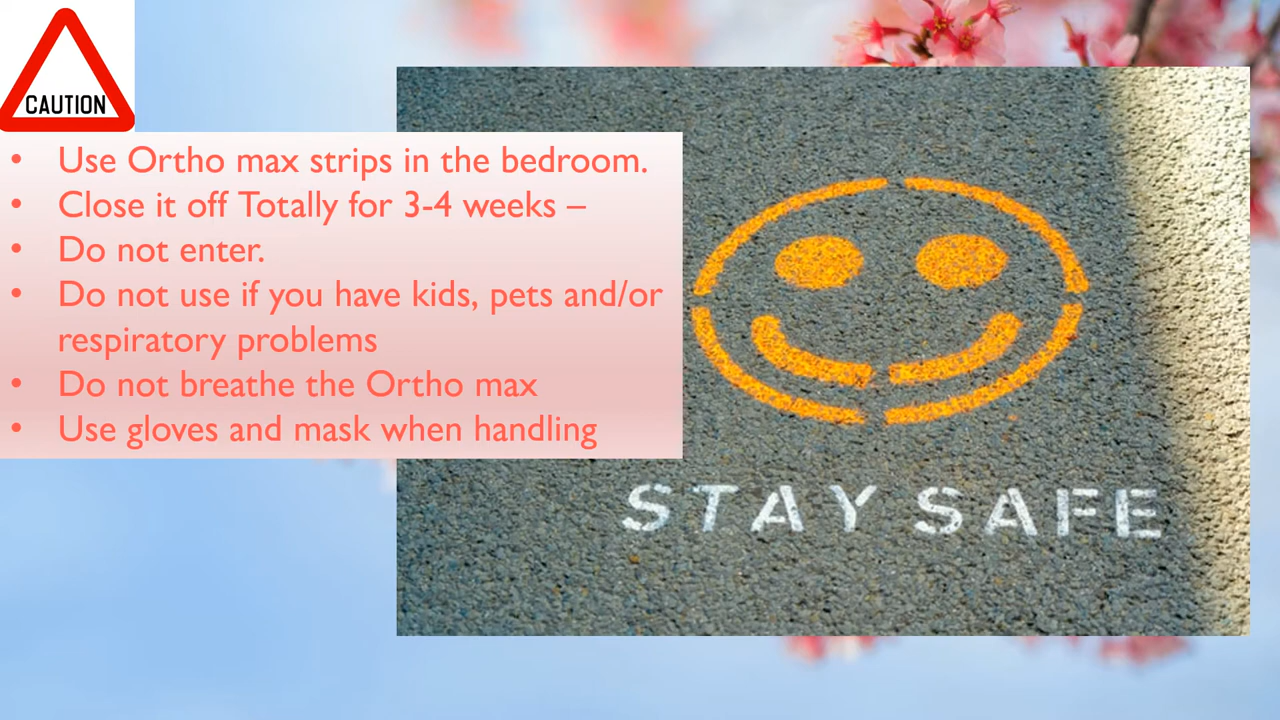 CAUTION
• Use Ortho max strips in the bedroom.
• Close it off Totally for 3-4 weeks –
• Do not enter.
• Do not use if you have kids, pets and/or
respiratory problems
• Do not breathe the Ortho max
• Use gloves and mask when handling
STAY SAFE